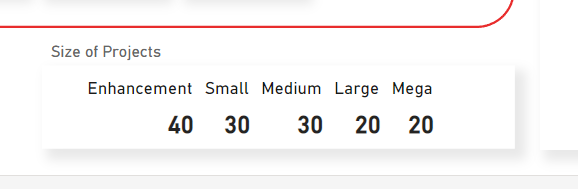 Size of Projects
Enhancement Small Medium Large Mega
40 30 30 20 20